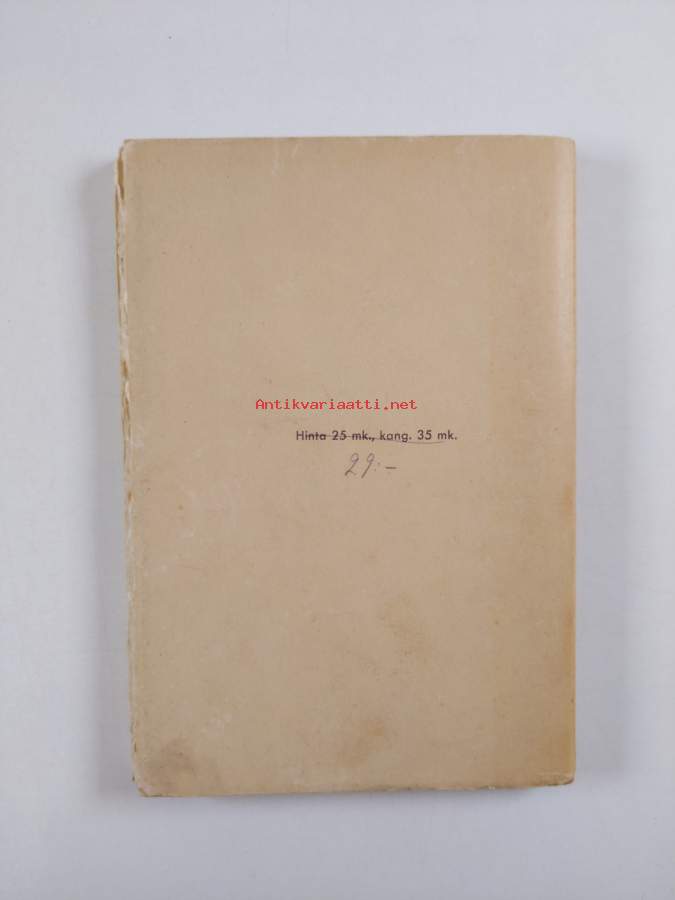 Antikvariaatti.net
Hinta 25 mk., kang. 35 mk.
29:-